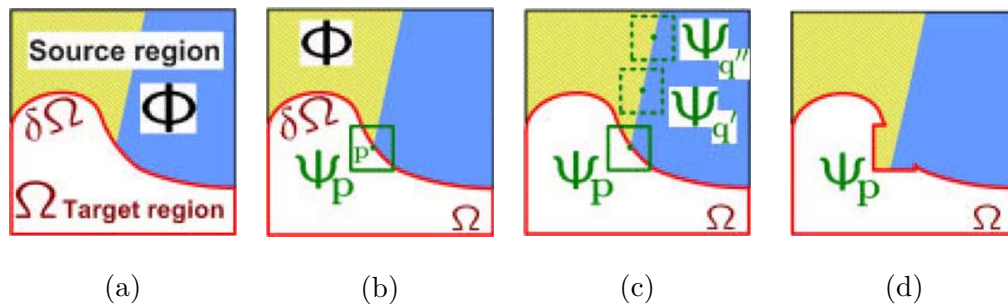 Source region
Φ
δΩ
Ω Target region
Φ
δΩ
p
Ψp
Ω
Ψq''
Ψq'
Ψp
Ω
Ψp
(a) (b) (c) (d)